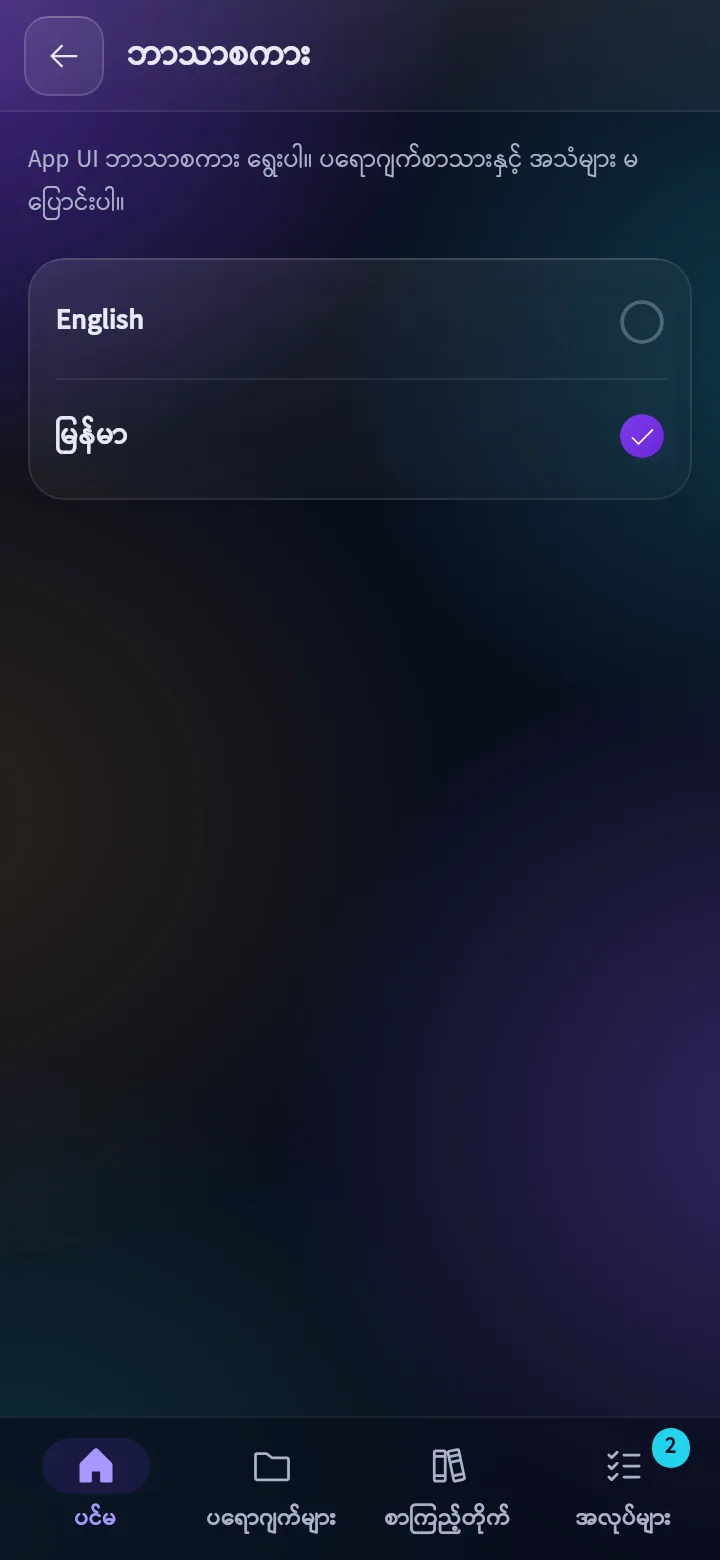 ဘာသာစကား
App UI ဘာသာစကား ရွေးပါ။ ပရောဂျက်စာသားနှင့် အသံများ မ
ပြောင်းပါ။
English
မြန်မာ
2
ပင်မ
ပရောဂျက်များ
စာကြည့်တိုက်
အလုပ်များ